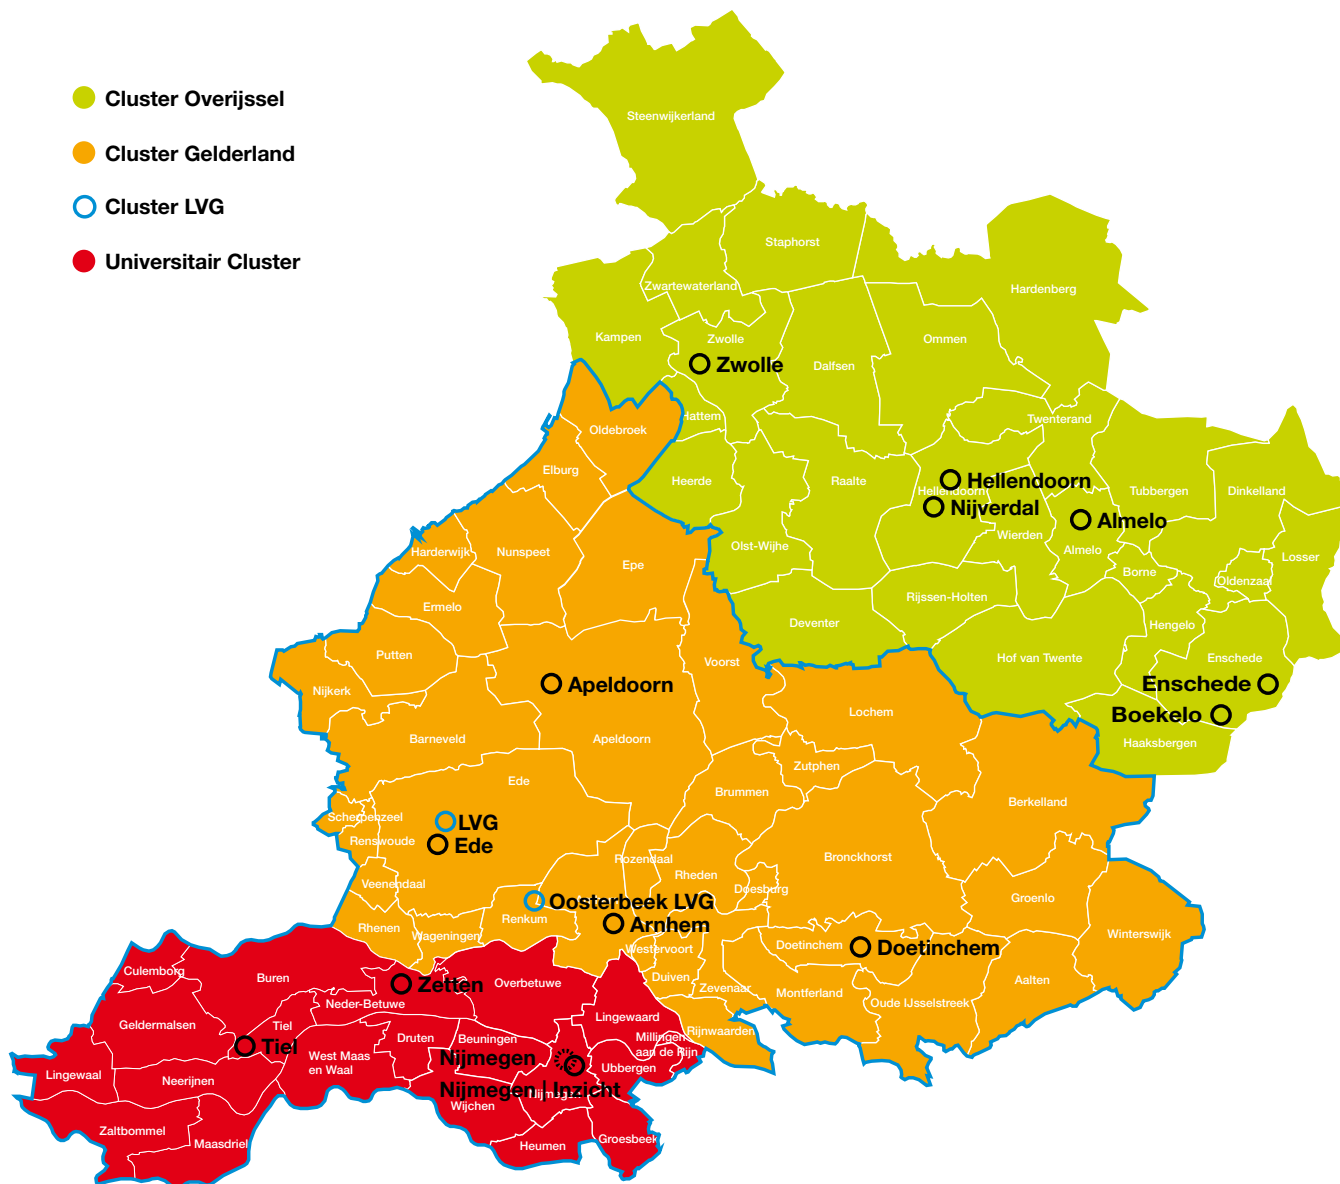 Cluster Overijssel
Cluster Gelderland
Cluster LVG
Universitair Cluster
Steenwijkerland
Staphorst
Zwartewaterland
Hardenberg
Kampen
Zwolle
Ommen
Dalfsen
Zwolle
Hattem
Twenterand
Oldebroek
Elburg
Heerde
Raalte
Hellendoorn
Hellendoorn
Nijverdal
Tubbergen
Dinkelland
Almelo
Wierden
Almelo
Olst-Wijhe
Harderwijk
Nunspeet
Epe
Borne
Oldenzaal
Losser
Ermelo
Rijssen-Holten
Deventer
Hengelo
Putten
Voorst
Hof van Twente
Enschede
Nijkerk
Apeldoorn
Enschede
Lochem
Boekelo
Barneveld
Apeldoorn
Haaksbergen
Zutphen
Ede
Brummen
Berkelland
Scherpenzeel
LVG
Renswoude
Ede
Rozendaal
Bronckhorst
Rheden
Veenendaal
Doesburg
Groenlo
Oosterbeek LVG
Renkum
Arnhem
Rhenen
Wageningen
Westervoort
Doetinchem
Doetinchem
Winterswijk
Culemborg
Buren
Zetten
Overbetuwe
Duiven
Zevenaar
Montferland
Aalten
Neder-Betuwe
Oude IJsselstreek
Geldermalsen
Tiel
Tiel
Lingewaard
Rijnwaarden
Druten
Beuningen
Millingen
aan de Rijn
West Maas
en Waal
Nijmegen
Ubbergen
Lingewaal
Neerijnen
Nijmegen | Inzicht
Nijmegen
Wijchen
Zaltbommel
Maasdriel
Heumen
Groesbeek